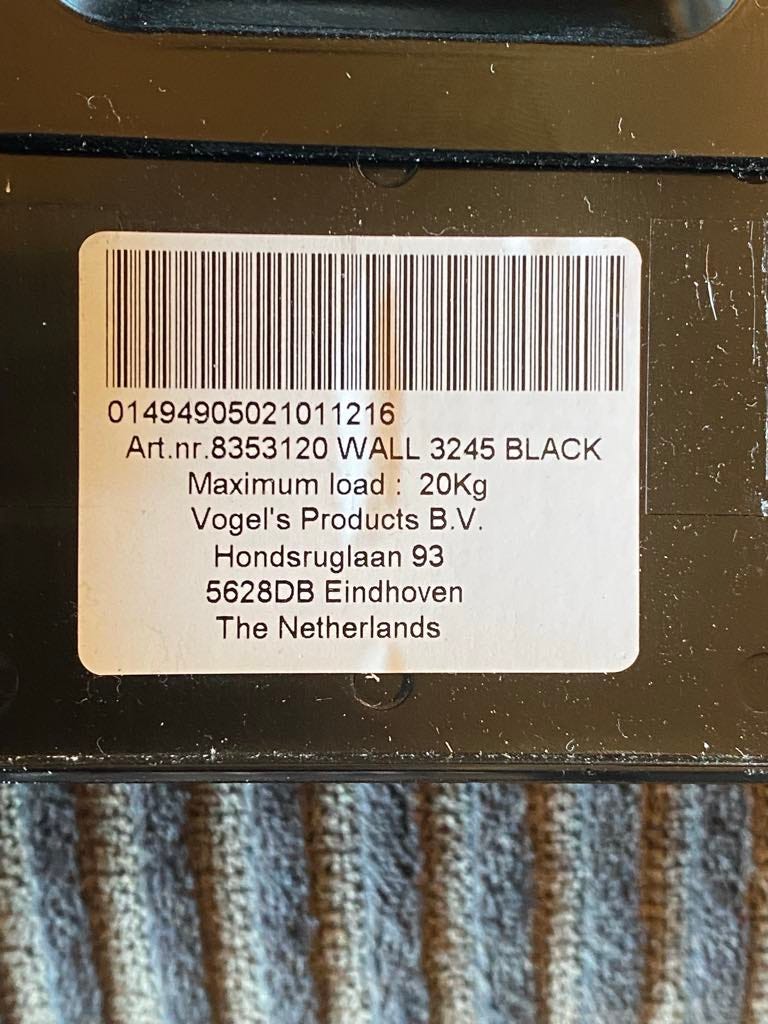 01494905021011216
Art.nr.8353120 WALL 3245 BLACK
Maximum load : 20Kg
Vogel's Products B.V.
Hondsruglaan 93
5628DB Eindhoven
The Netherlands